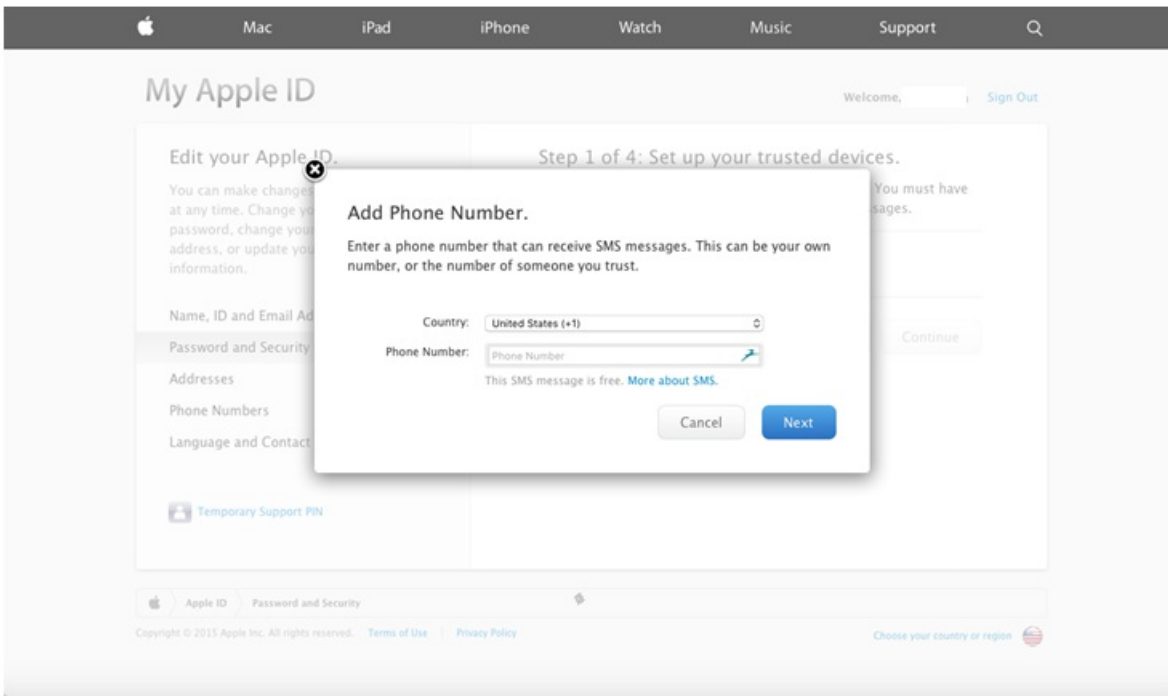 Mac iPad iPhone Watch Music Support
My Apple ID
Welcome, Sign Out
Edit your Apple ID.
You can make changes
at any time. Change yo
password, change your
address, or update you
information.
Name, ID and Email Ad
Password and Security
Addresses
Phone Numbers
Language and Contact
Temporary Support PIN
Step 1 of 4: Set up your trusted devices.
You must have
sages.
Continue
Add Phone Number.
Enter a phone number that can receive SMS messages. This can be your own
number, or the number of someone you trust.
Country: United States (+1)
Phone Number: Phone Number
This SMS message is free. More about SMS.
Cancel Next
Apple ID Password and Security
Copyright © 2015 Apple Inc. All rights reserved. Terms of Use Privacy Policy
Choose your country or region